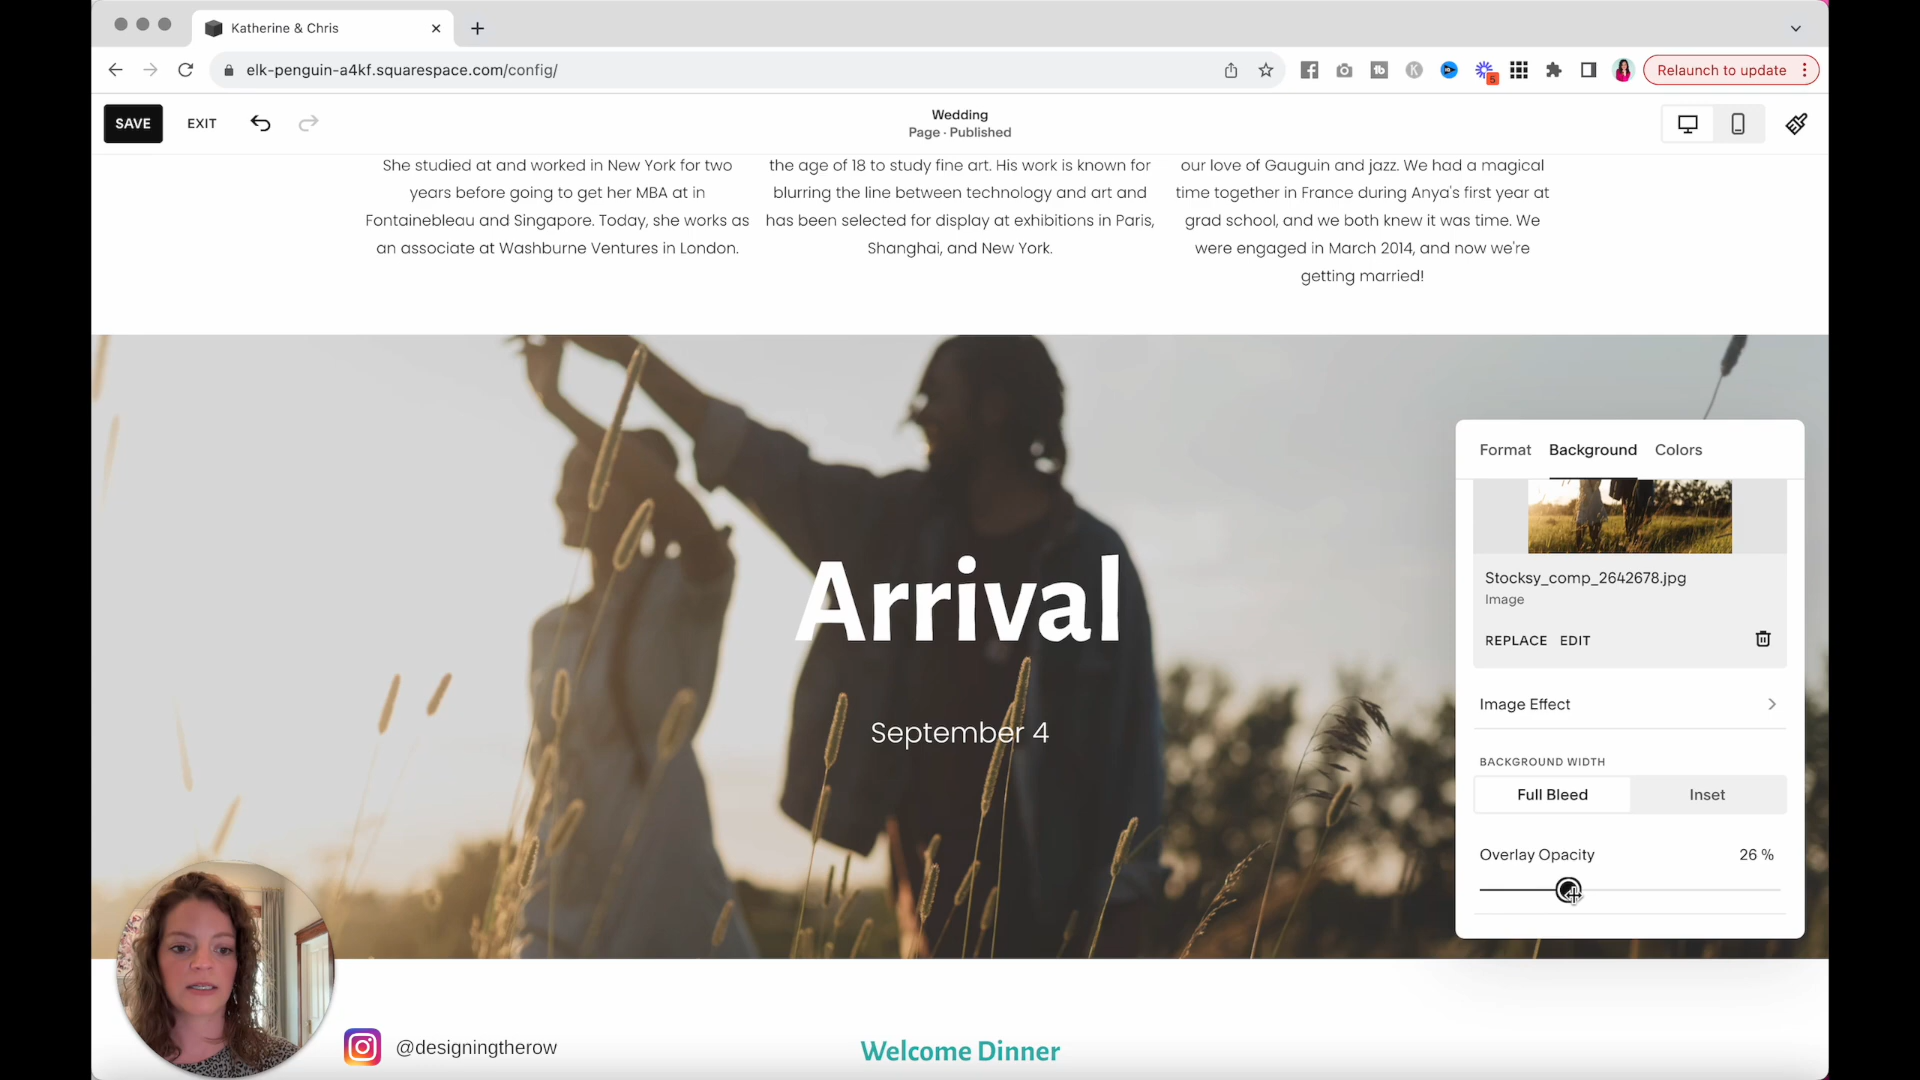 Katherine & Chris
elk-penguin-a4kf.squarespace.com/config/
Relaunch to update
5
SAVE
EXIT
Wedding
Page · Published
She studied at and worked in New York for two
years before going to get her MBA at in
Fontainebleau and Singapore. Today, she works as
an associate at Washburne Ventures in London.
the age of 18 to study fine art. His work is known for
blurring the line between technology and art and
has been selected for display at exhibitions in Paris,
Shanghai, and New York.
our love of Gauguin and jazz. We had a magical
time together in France during Anya's first year at
grad school, and we both knew it was time. We
were engaged in March 2014, and now we're
getting married!
Arrival
September 4
Format Background Colors
Stocksy_comp_2642678.jpg
Image
REPLACE EDIT
Image Effect
BACKGROUND WIDTH
Full Bleed Inset
Overlay Opacity 26 %
@designingtherow
Welcome Dinner